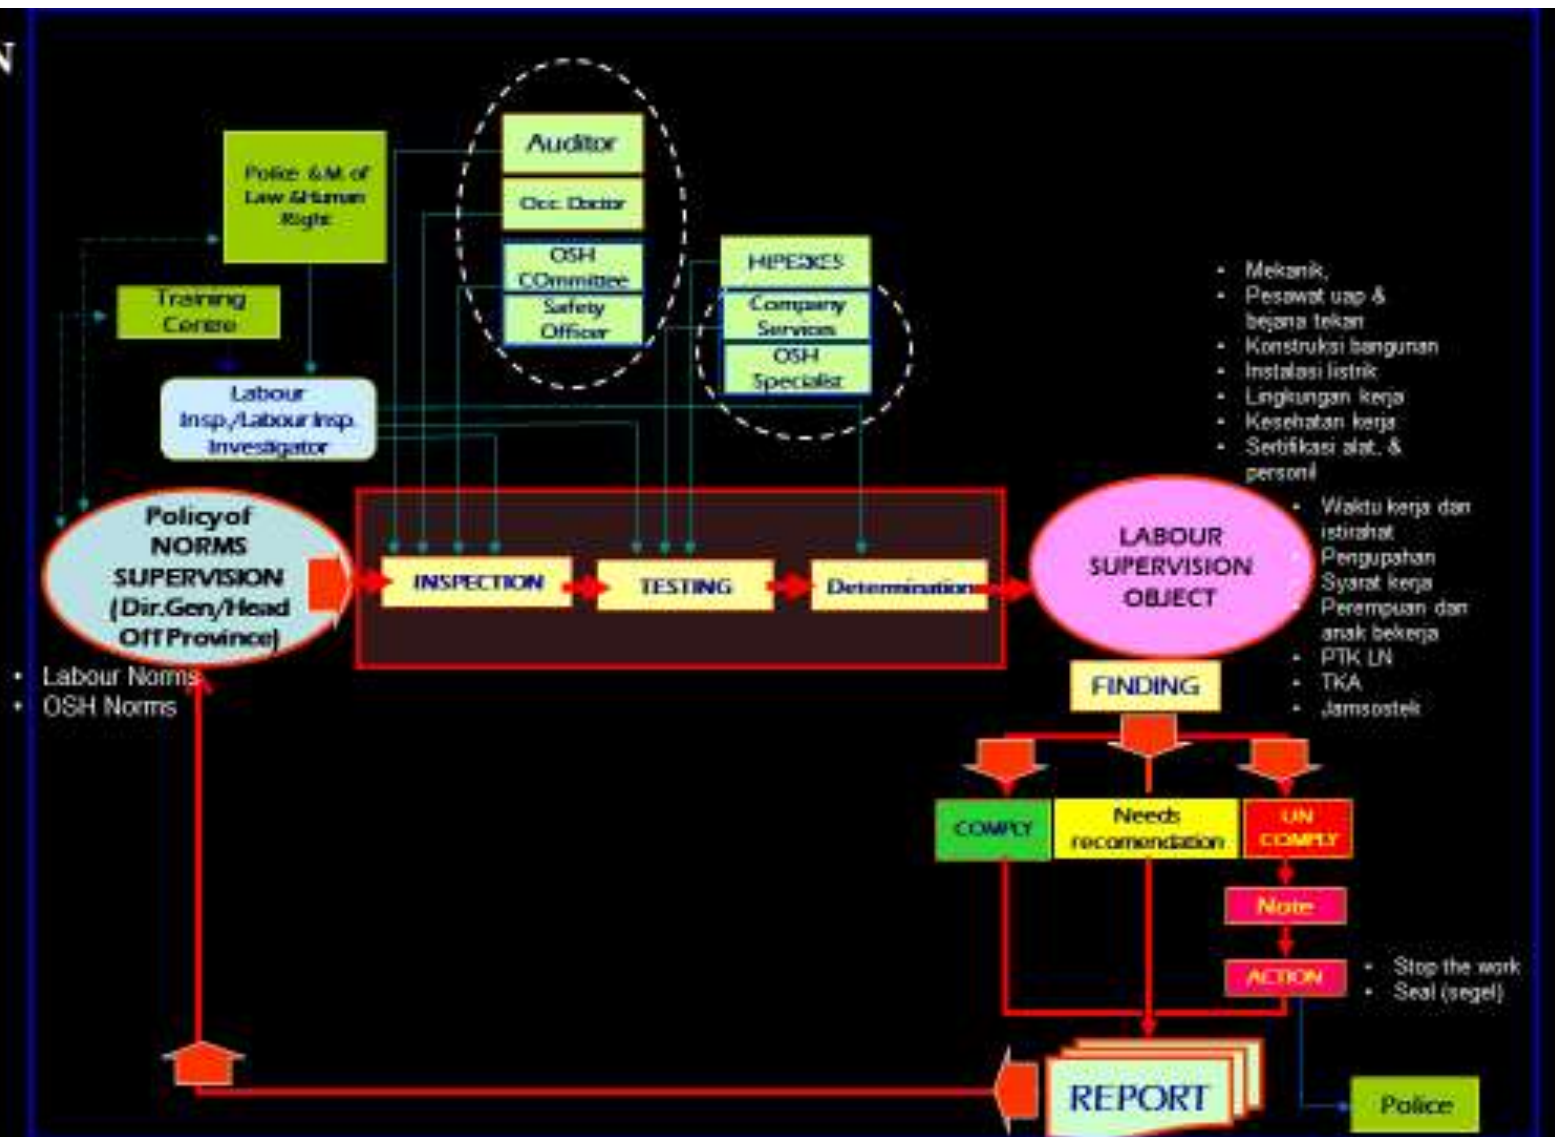 N
Auditor
Police & M. of
Law & Human
Right
Occ. Doctor
OSH
COmmittee
Safety
Officer
HIPERKES
Company
Services
OSH
Specialist
Training
Centre
Labour
Insp./Labour Insp.
Investigator
• Mekanik,
• Pesawat uap &
bejana tekan
• Konstruksi bangunan
• Instalasi listrik
• Lingkungan kerja
• Kesehatan kerja
• Sertifikasi alat. &
personil
Policy of
NORMS
SUPERVISION
(Dir.Gen/Head
Off Province)
INSPECTION
TESTING
Determination
LABOUR
SUPERVISION
OBJECT
• Waktu kerja dan
istirahat
Pengupahan
Syarat kerja
Perempuan dan
anak bekerja
• PTK LN
• TKA
• Jamsostek
• Labour Norms
• OSH Norms
FINDING
COMPLY
Needs
recomendation
UN
COMPLY
Note
ACTION
• Stop the work
• Seal (segel)
REPORT
Police